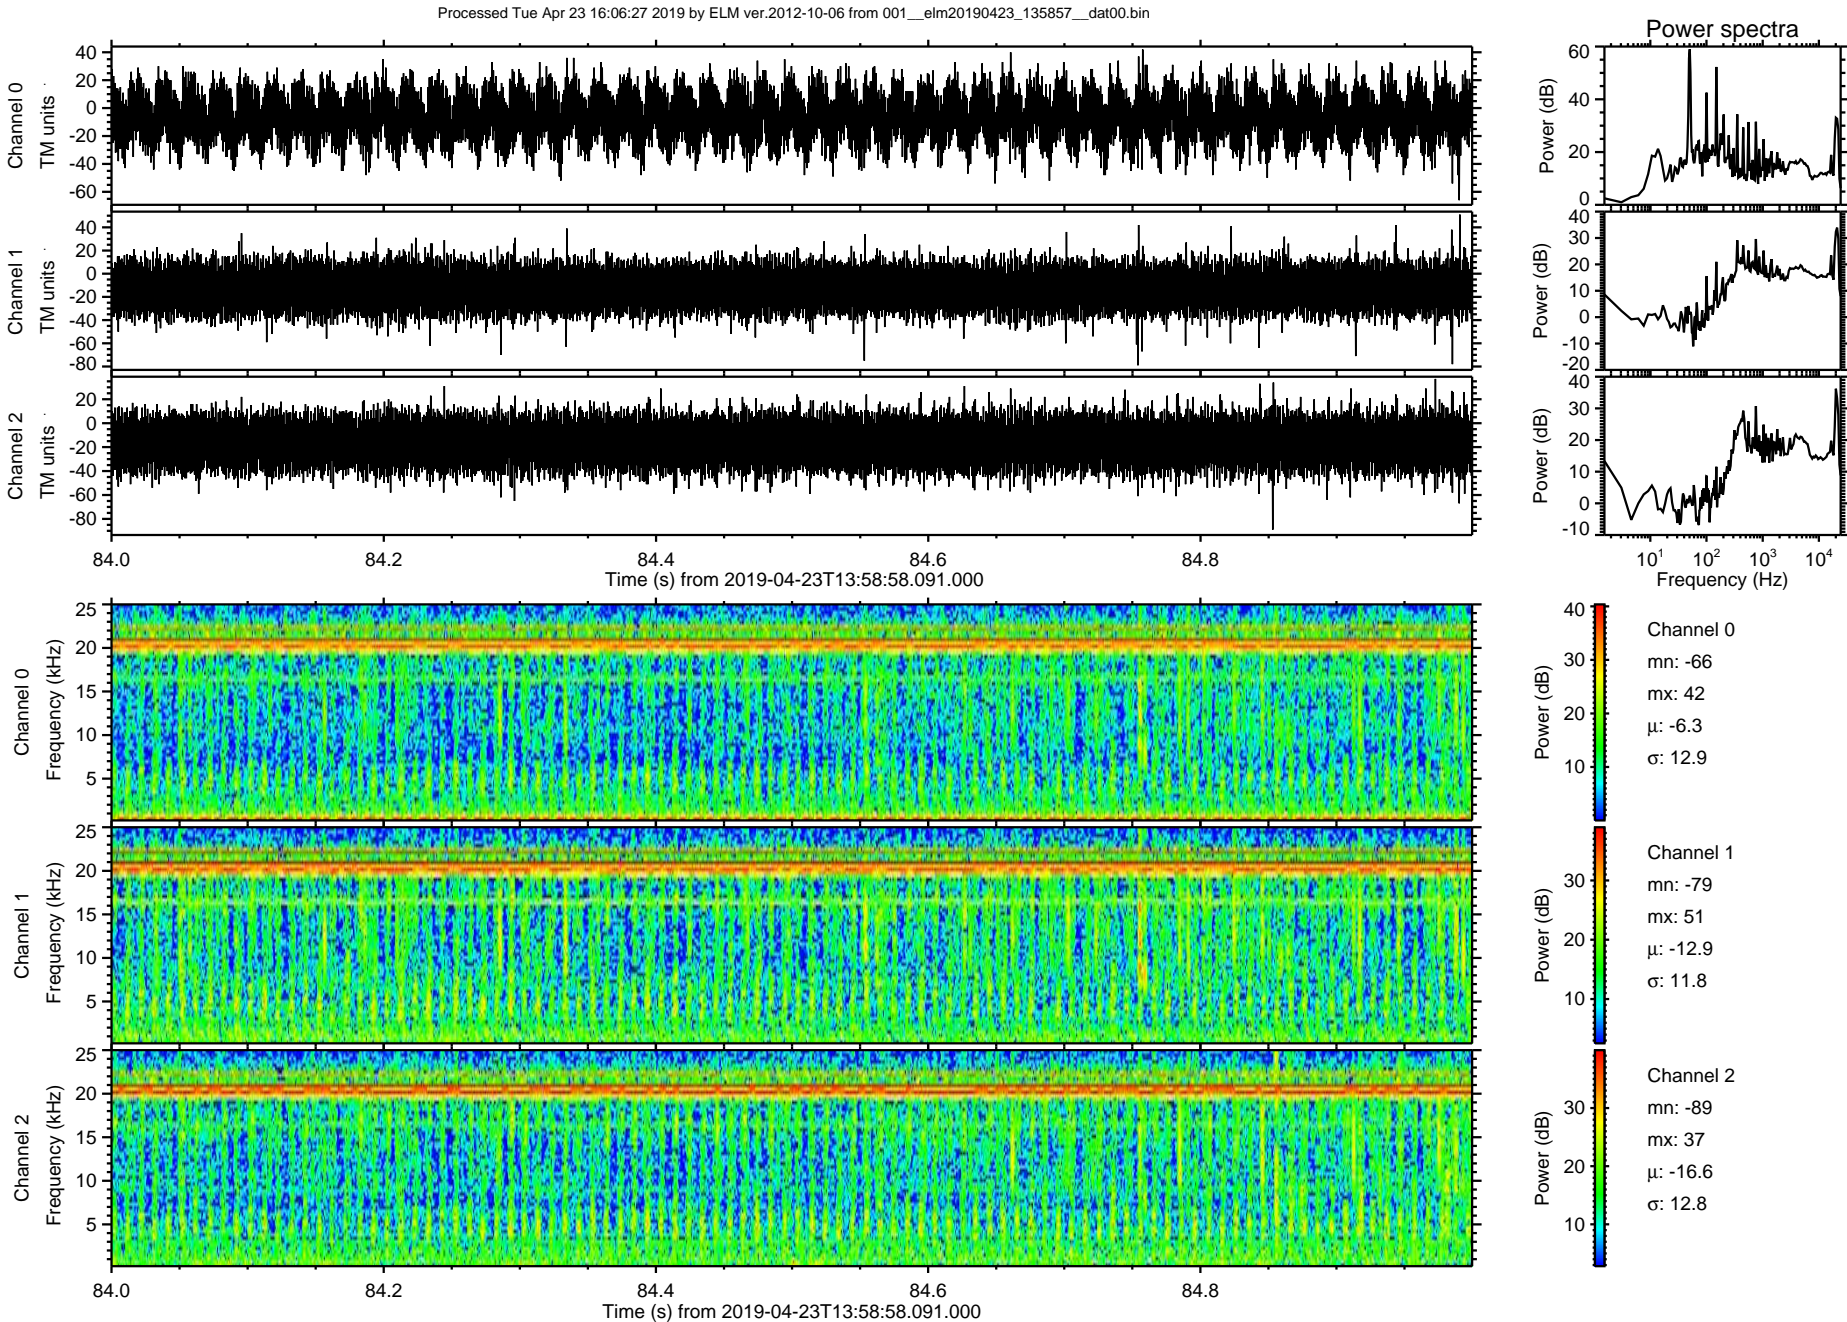 Processed Tue Apr 23 16:06:27 2019 by ELM ver.2012-10-06 from 001__elm20190423_135857__dat00.bin
Power spectra
Channel 0
TM units
40
20
0
-20
-40
-60
Power (dB)
60
40
20
0
Channel 1
TM units
40
20
0
-20
-40
-60
-80
Power (dB)
40
30
20
10
0
-10
-20
Channel 2
TM units
20
0
-20
-40
-60
-80
Power (dB)
40
30
20
10
0
-10
84.0 84.2 84.4 84.6 84.8
Time (s) from 2019-04-23T13:58:58.091.000
10^1 10^2 10^3 10^4
Frequency (Hz)
Channel 0
Frequency (kHz)
25
20
15
10
5
Power (dB)
40
30
20
10
Channel 0
mn: -66
mx: 42
μ: -6.3
σ: 12.9
Channel 1
Frequency (kHz)
25
20
15
10
5
Power (dB)
30
20
10
Channel 1
mn: -79
mx: 51
μ: -12.9
σ: 11.8
Channel 2
Frequency (kHz)
25
20
15
10
5
Power (dB)
30
20
10
Channel 2
mn: -89
mx: 37
μ: -16.6
σ: 12.8
84.0 84.2 84.4 84.6 84.8
Time (s) from 2019-04-23T13:58:58.091.000